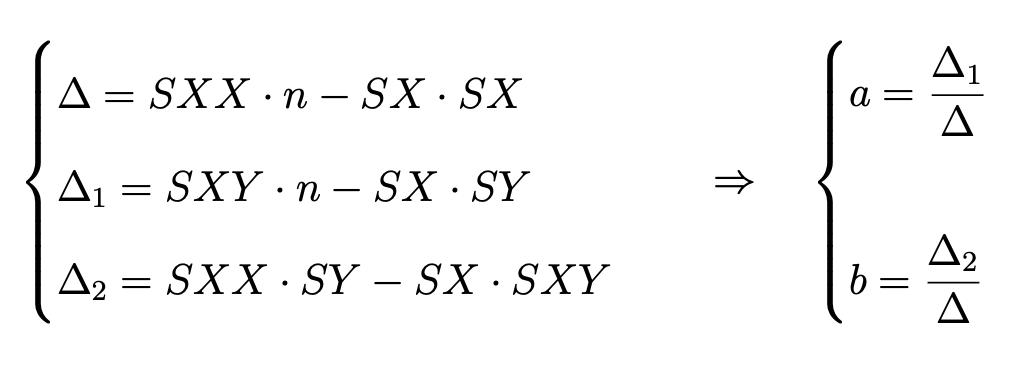 Δ = SXX · n − SX · SX
Δ₁ = SXY · n − SX · SY
Δ₂ = SXX · SY − SX · SXY
⇒
a = Δ₁/Δ
b = Δ₂/Δ